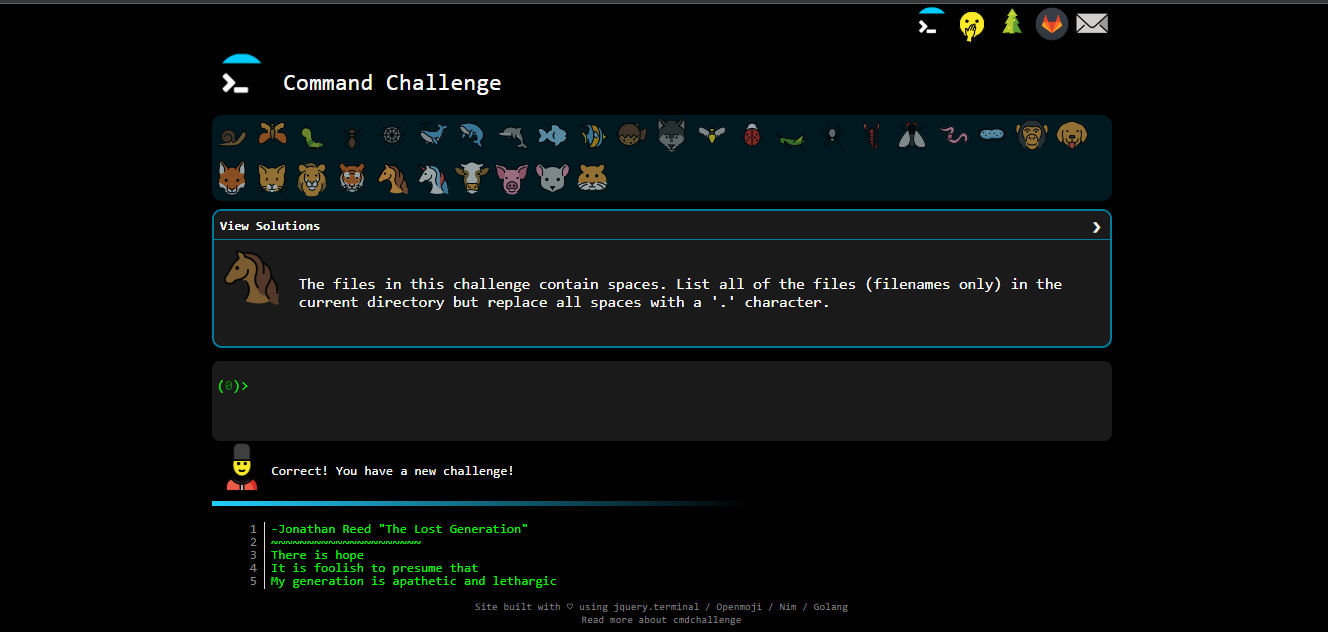 Command Challenge
View Solutions
The files in this challenge contain spaces. List all of the files (filenames only) in the
current directory but replace all spaces with a '.' character.
(0)>
Correct! You have a new challenge!
1 -Jonathan Reed "The Lost Generation"
2 ~~~~~~~~~~~~~~~~~~~~~
3 There is hope
4 It is foolish to presume that
5 My generation is apathetic and lethargic
Site built with ♡ using jquery.terminal / Openmoji / Nim / Golang
Read more about cmdchallenge